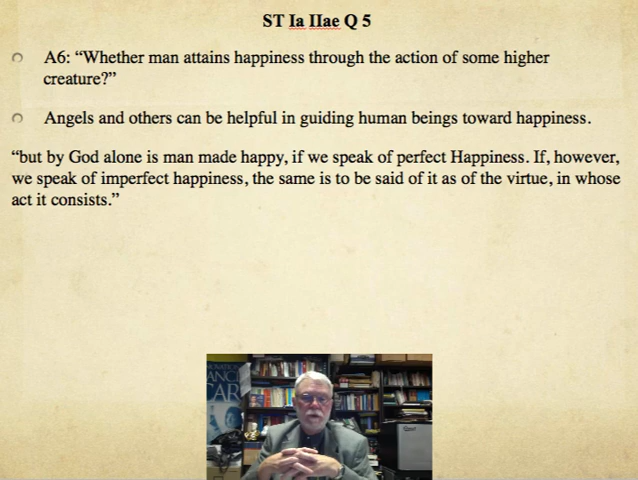 ST Ia IIae Q 5
A6: “Whether man attains happiness through the action of some higher
creature?”
Angels and others can be helpful in guiding human beings toward happiness.
“but by God alone is man made happy, if we speak of perfect Happiness. If, however,
we speak of imperfect happiness, the same is to be said of it as of the virtue, in whose
act it consists.”